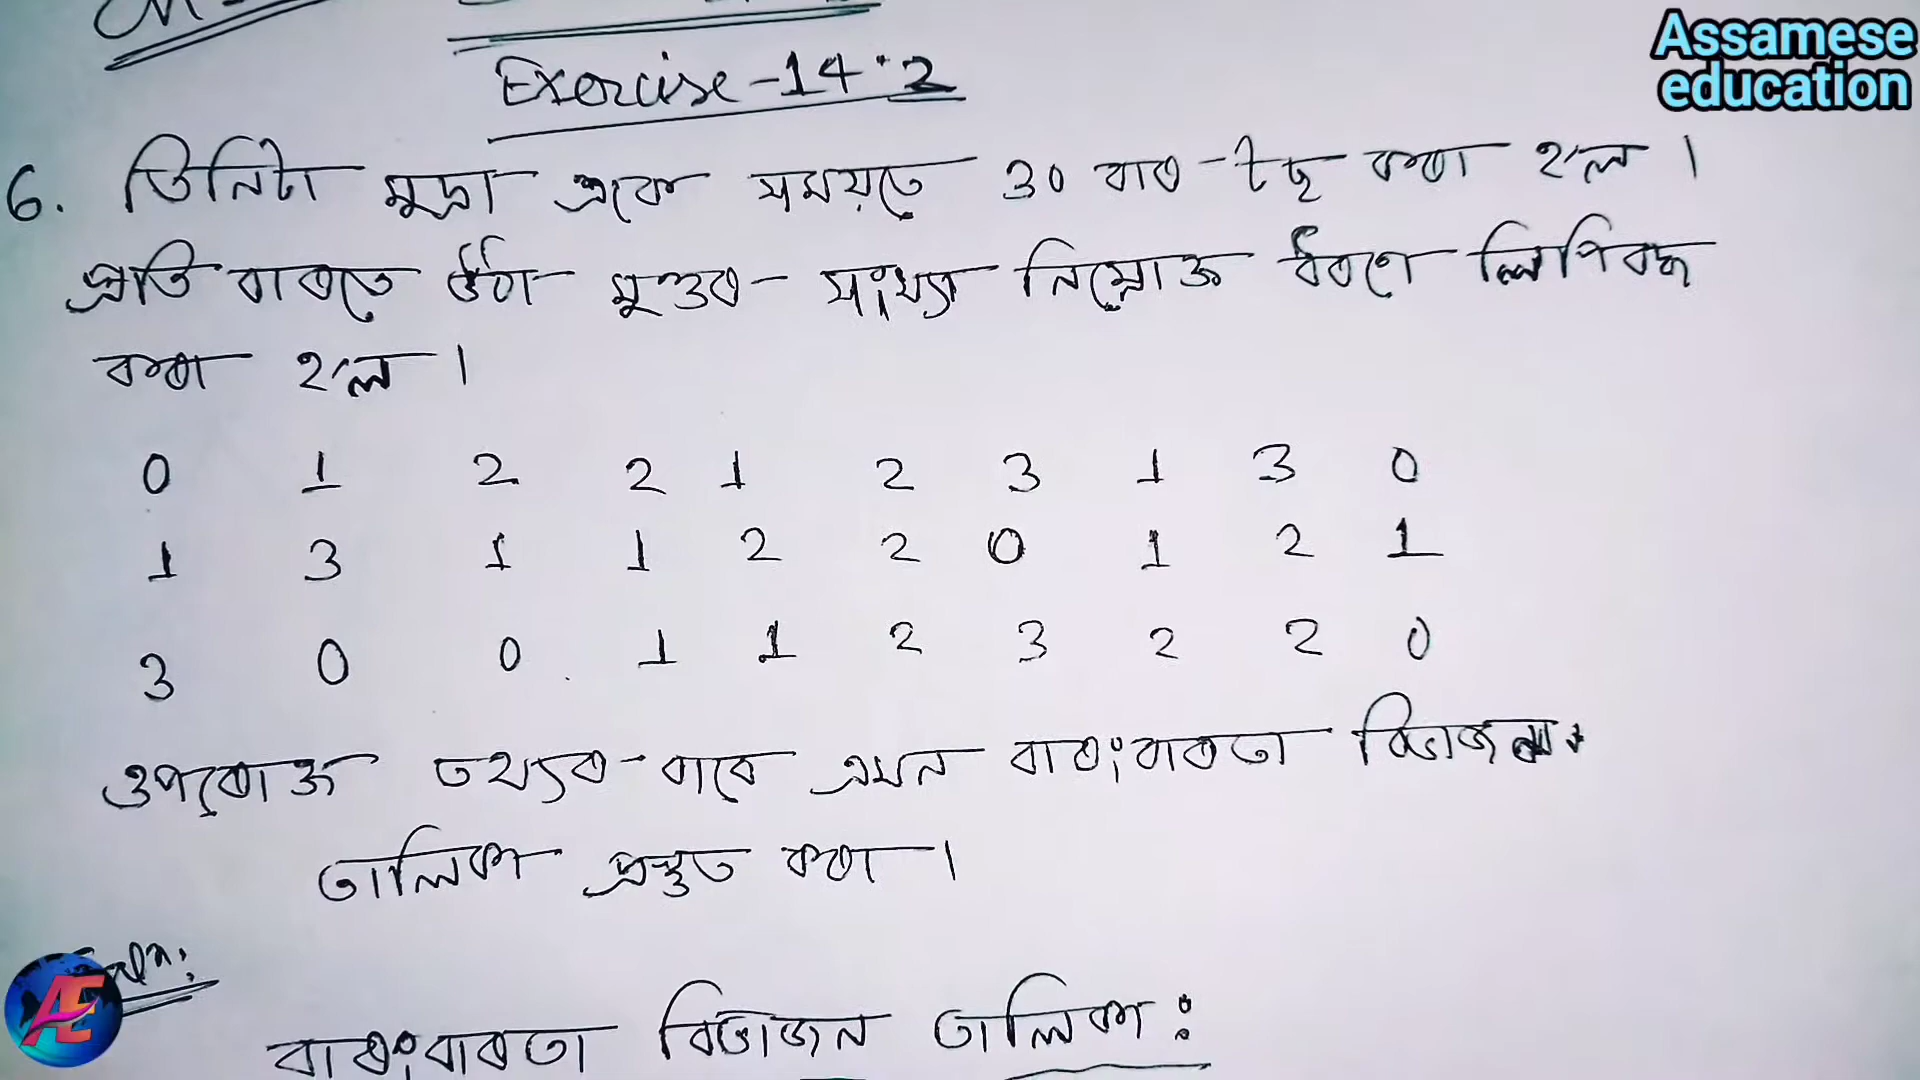 Assamese
education
Exercise-14.2
6. তিনিটা মুদ্ৰা একে সময়তে 30 বাৰ টছ কৰা হ'ল ।
প্ৰতি বাৰতে উঠা মুণ্ডৰ সংখ্যা নিম্নোক্ত ধৰণে লিপিবদ্ধ
কৰা হ'ল ।
0 1 2 2 1 2 3 1 3 0
1 3 1 1 2 2 0 1 2 1
3 0 0 1 1 2 3 2 2 0
ওপৰোক্ত তথ্যৰ বাবে এখন বাৰংবাৰতা বিভাজন
তালিকা প্ৰস্তুত কৰা ।
AE
বাৰংবাৰতা বিভাজন তালিকা :